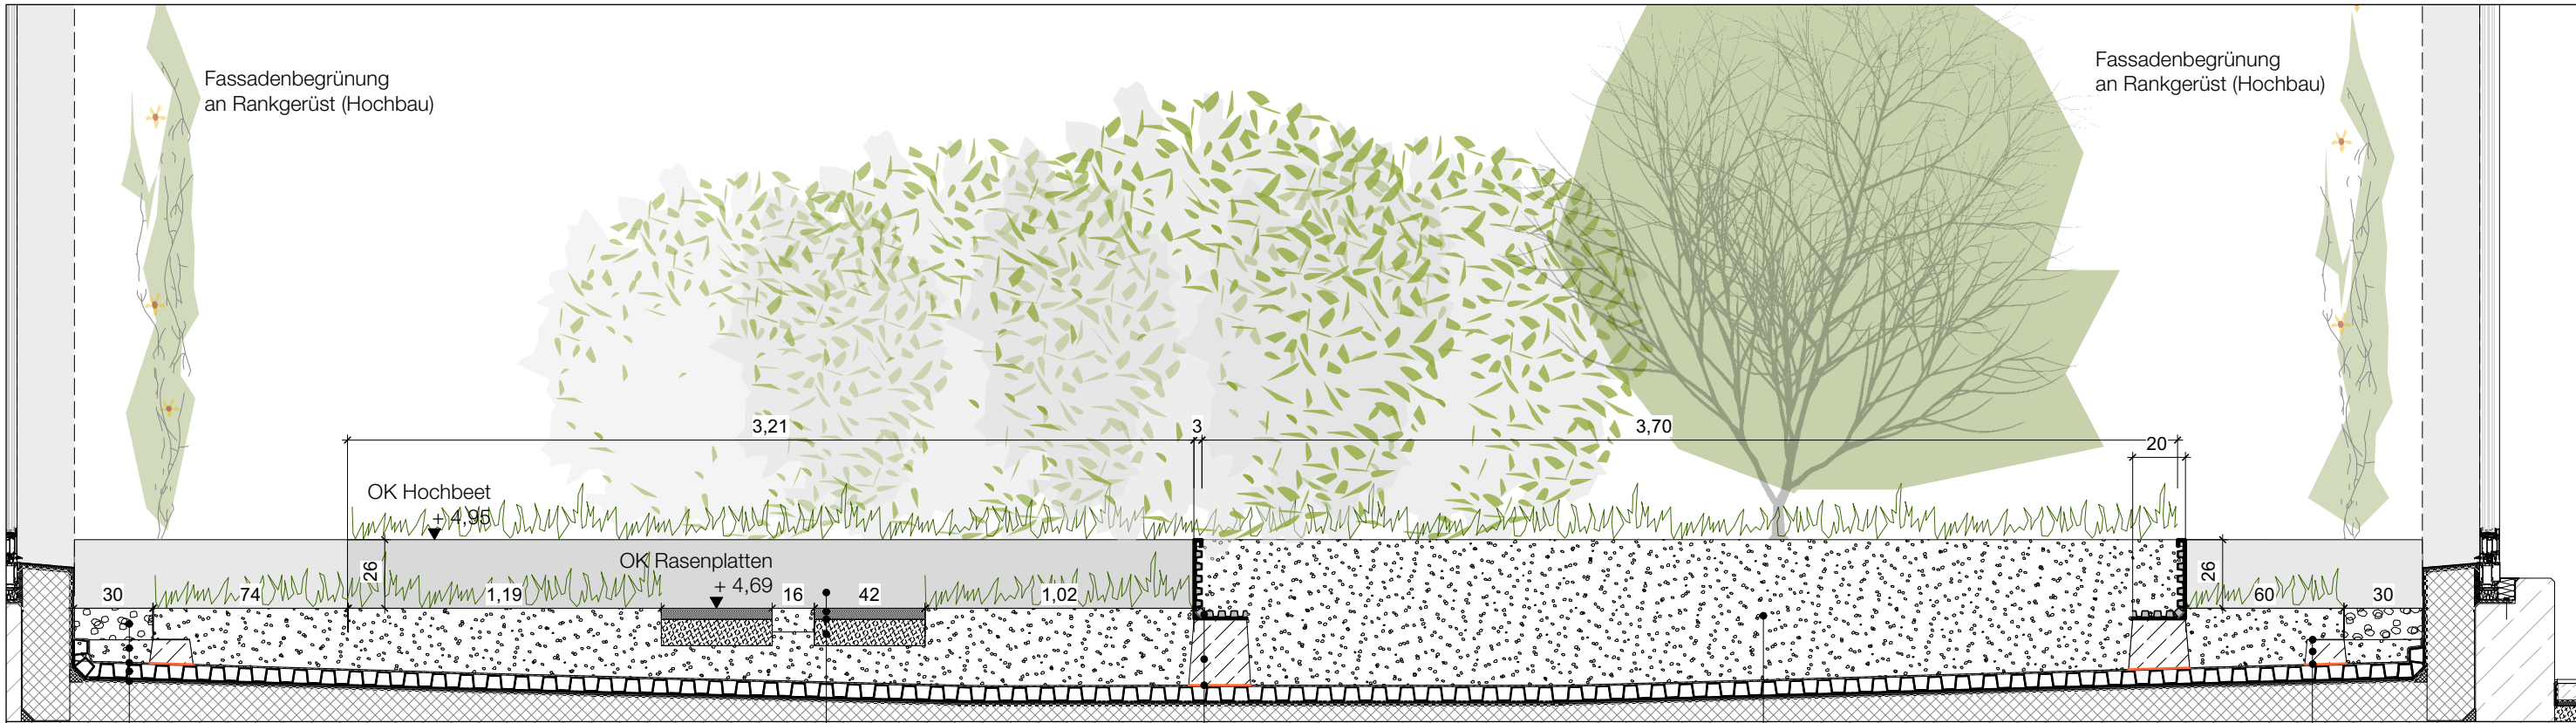 Fassadenbegrünung
an Rankgerüst (Hochbau)
Fassadenbegrünung
an Rankgerüst (Hochbau)
3,21
3
3,70
20
OK Hochbeet
+ 4,95
OK Rasenplatten
+ 4,69
26
30
74
1,19
16
42
1,02
26
60
30